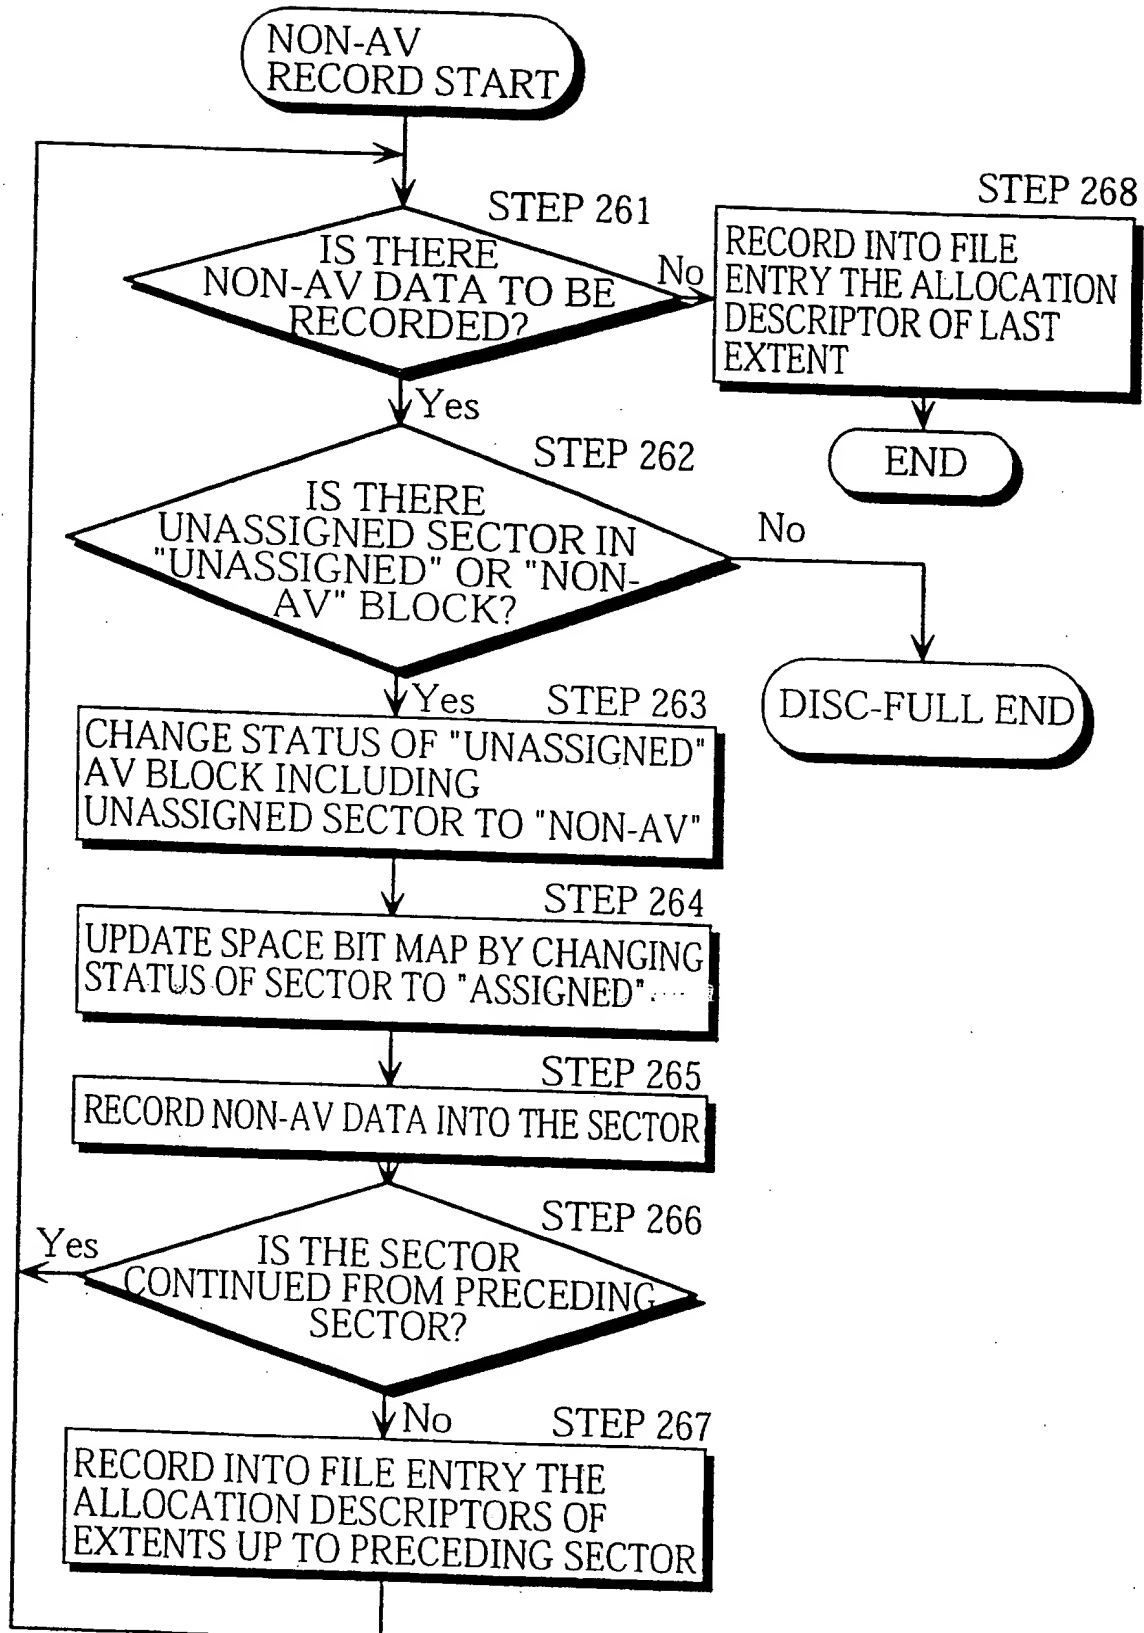 NON-AV
RECORD START
STEP 261
IS THERE
NON-AV DATA TO BE
RECORDED?
No
STEP 268
RECORD INTO FILE
ENTRY THE ALLOCATION
DESCRIPTOR OF LAST
EXTENT
END
Yes
STEP 262
IS THERE
UNASSIGNED SECTOR IN
"UNASSIGNED" OR "NON-
AV" BLOCK?
No
DISC-FULL END
Yes
STEP 263
CHANGE STATUS OF "UNASSIGNED"
AV BLOCK INCLUDING
UNASSIGNED SECTOR TO "NON-AV"
STEP 264
UPDATE SPACE BIT MAP BY CHANGING
STATUS OF SECTOR TO "ASSIGNED".
STEP 265
RECORD NON-AV DATA INTO THE SECTOR
STEP 266
IS THE SECTOR
CONTINUED FROM PRECEDING
SECTOR?
Yes
No
STEP 267
RECORD INTO FILE ENTRY THE
ALLOCATION DESCRIPTORS OF
EXTENTS UP TO PRECEDING SECTOR